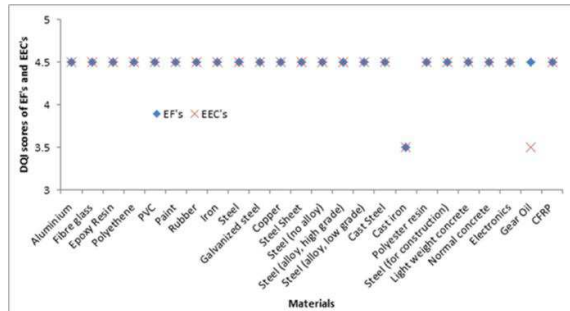 DQI scores of EF's and EEC's
5
4.5
4
3.5
3
EF's
EEC's
Aluminium
Fibre glass
Epoxy Resin
Polyethene
PVC
Paint
Rubber
Iron
Steel
Galvanized steel
Copper
Steel Sheet
Steel (no alloy)
Steel (alloy, high grade)
Steel (alloy, low grade)
Cast Steel
Cast iron
Polyester resin
Steel (for construction)
Light weight concrete
Normal concrete
Electronics
Gear Oil
CFRP
Materials